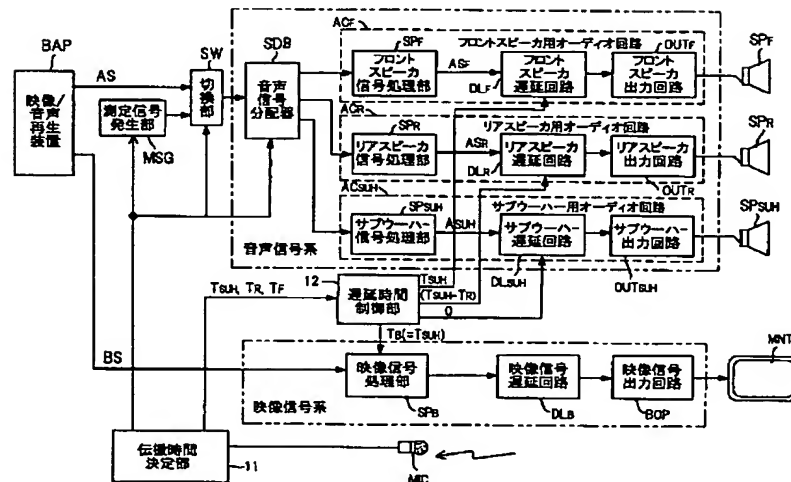 BAP
映像/
音声
再生
装置
AS
BS
測定信号
発生部
MSG
SW
切
換
部
SDB
音声
信号
分配器
音声信号系
ACF
SPF
フロント
スピーカ
信号処理部
ASF
フロントスピーカ用オーディオ回路
フロント
スピーカ
遅延回路
DLF
OUTF
フロント
スピーカ
出力回路
SPF
ACR
SPR
リアスピーカ
信号処理部
ASR
リアスピーカ用オーディオ回路
リアスピーカ
遅延回路
DLR
リアスピーカ
出力回路
OUTR
SPR
ACSUH
SPSUH
サブウーハー
信号処理部
ASUH
サブウーハー用オーディオ回路
サブウーハー
遅延回路
DLSUH
サブウーハー
出力回路
OUTSUH
SPSUH
12
遅延時間
制御部
TSUH, TR, TF
TSUH
(TSUH-TR)
0
TB(=TSUH)
映像信号
処理部
SPB
映像信号
遅延回路
DLB
映像信号
出力回路
BOP
映像信号系
MNT
伝播時間
決定部
11
MIC